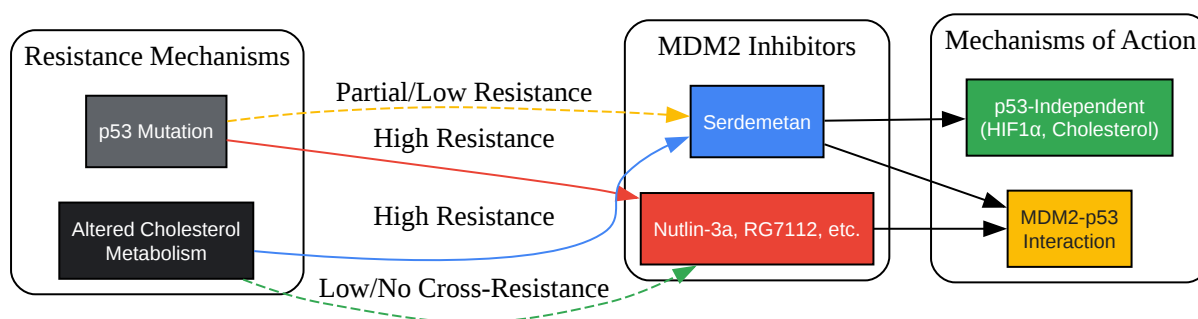 Resistance Mechanisms
p53 Mutation
Altered Cholesterol
Metabolism
Partial/Low Resistance
High Resistance
High Resistance
Low/No Cross-Resistance
MDM2 Inhibitors
Serdemetan
Nutlin-3a, RG7112, etc.
Mechanisms of Action
p53-Independent
(HIF1α, Cholesterol)
MDM2-p53
Interaction